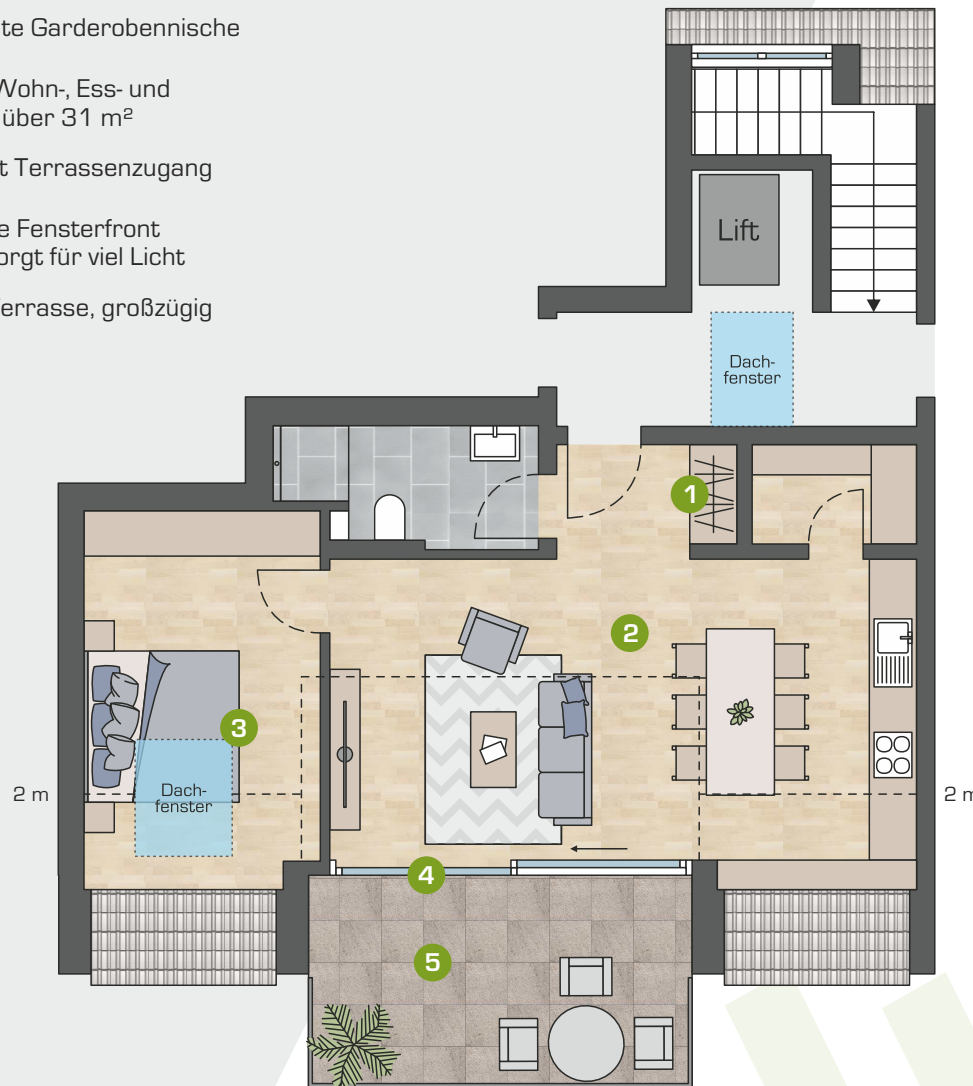 te Garderobennische
Wohn-, Ess- und
über 31 m²
t Terrassenzugang
e Fensterfront
orgt für viel Licht
Terrasse, großzügig
Lift
Dach-
fenster
1
2
3
Dach-
fenster
2 m
2 m
4
5